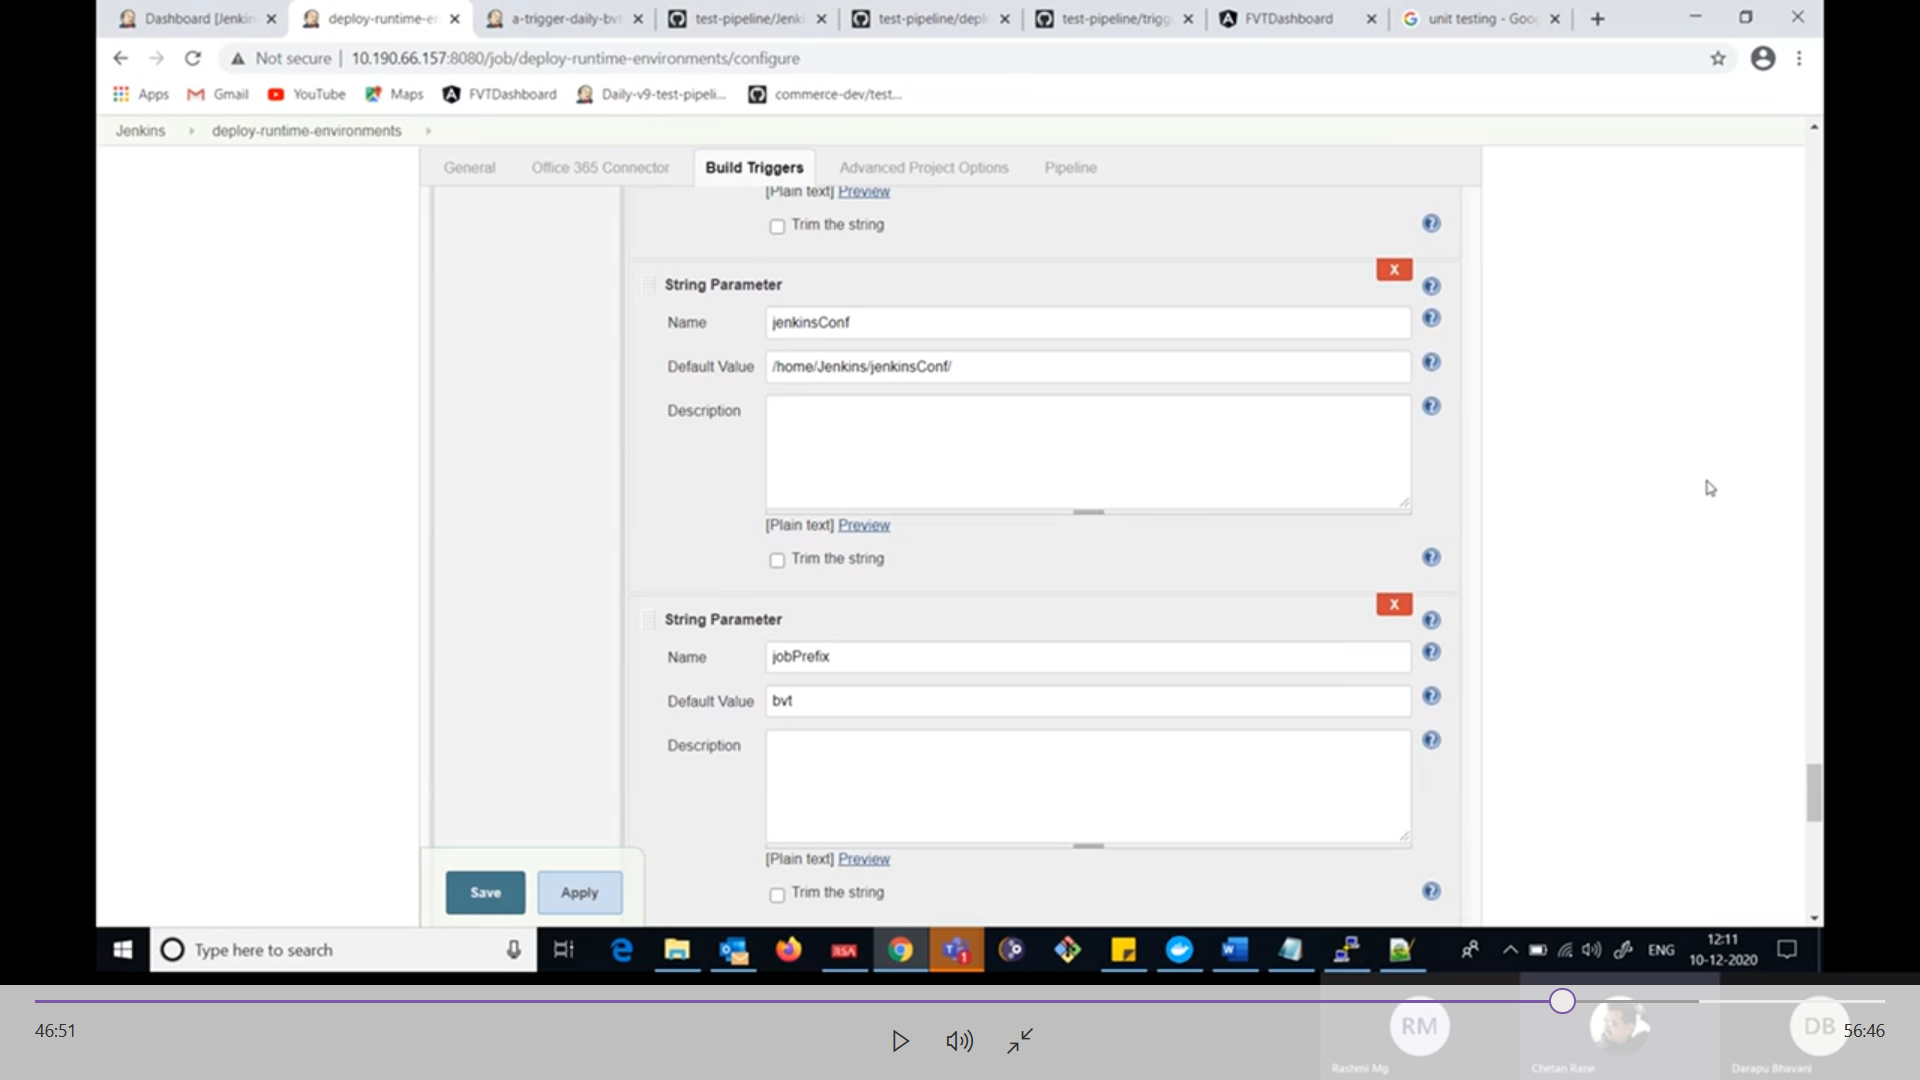 Dashboard [Jenkin
deploy-runtime-e
a-trigger-daily-bv
test-pipeline/Jenk
test-pipeline/depl
test-pipeline/trigg
FVTDashboard
unit testing - Goo
Not secure | 10.190.66.157:8080/job/deploy-runtime-environments/configure
Apps Gmail YouTube Maps FVTDashboard Daily-v9-test-pipeli... commerce-dev/test...
Jenkins deploy-runtime-environments
General Office 365 Connector Build Triggers Advanced Project Options Pipeline
[Plain text] Preview
Trim the string
X
String Parameter
Name jenkinsConf
Default Value /home/Jenkins/jenkinsConf/
Description
[Plain text] Preview
Trim the string
X
String Parameter
Name jobPrefix
Default Value bvt
Description
[Plain text] Preview
Trim the string
Save Apply
Type here to search
RSA
1
ENG
12:11
10-12-2020
46:51
RM
DB
56:46
Rashmi Mg
Chetan Rane
Darapu Bhavani